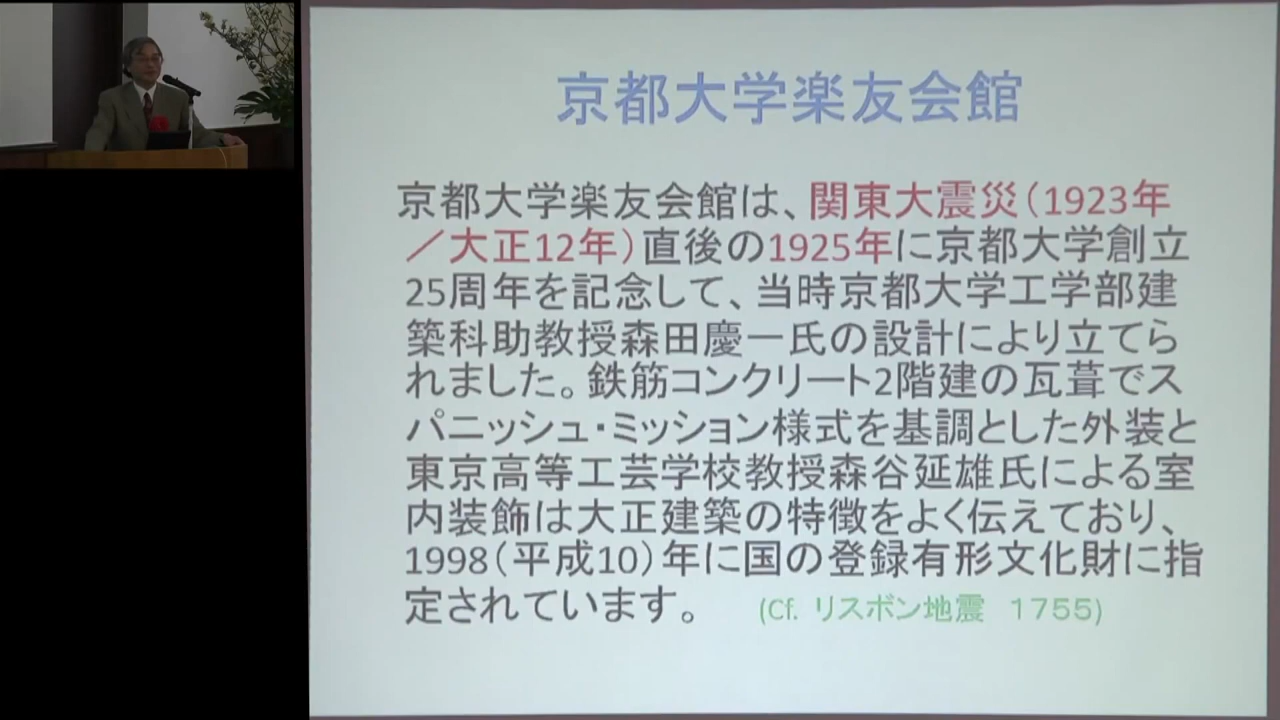 京都大学楽友会館
京都大学楽友会館は、関東大震災（1923年
／大正12年）直後の1925年に京都大学創立
25周年を記念して、当時京都大学工学部建
築科助教授森田慶一氏の設計により立てら
れました。鉄筋コンクリート2階建の瓦葺でス
パニッシュ・ミッション様式を基調とした外装と
東京高等工芸学校教授森谷延雄氏による室
内装飾は大正建築の特徴をよく伝えており、
1998（平成10）年に国の登録有形文化財に指
定されています。 (Cf. リスボン地震　１７５５)